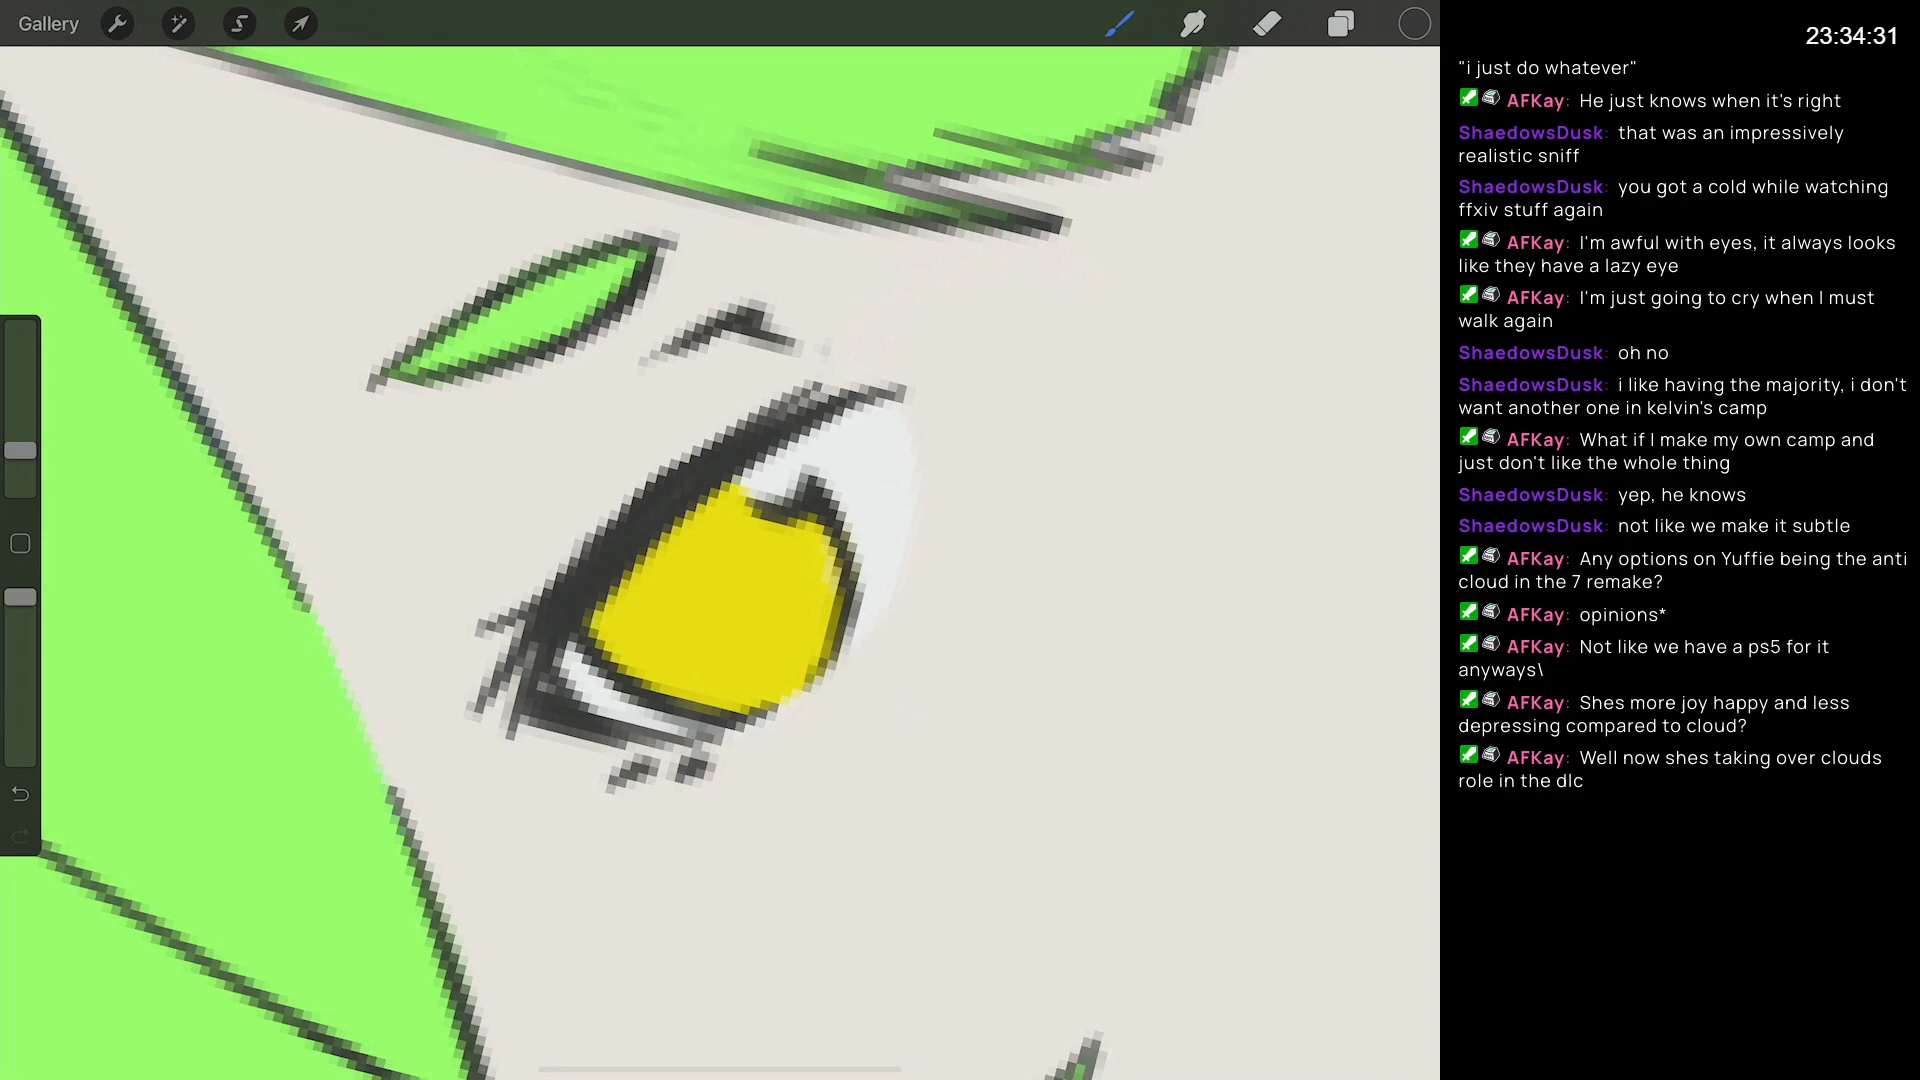 Gallery
23:34:31
"i just do whatever"
AFKay: He just knows when it's right
ShaedowsDusk: that was an impressively
realistic sniff
ShaedowsDusk: you got a cold while watching
ffxiv stuff again
AFKay: I'm awful with eyes, it always looks
like they have a lazy eye
AFKay: I'm just going to cry when I must
walk again
ShaedowsDusk: oh no
ShaedowsDusk: i like having the majority, i don't
want another one in kelvin's camp
AFKay: What if I make my own camp and
just don't like the whole thing
ShaedowsDusk: yep, he knows
ShaedowsDusk: not like we make it subtle
AFKay: Any options on Yuffie being the anti
cloud in the 7 remake?
AFKay: opinions*
AFKay: Not like we have a ps5 for it
anyways\
AFKay: Shes more joy happy and less
depressing compared to cloud?
AFKay: Well now shes taking over clouds
role in the dlc